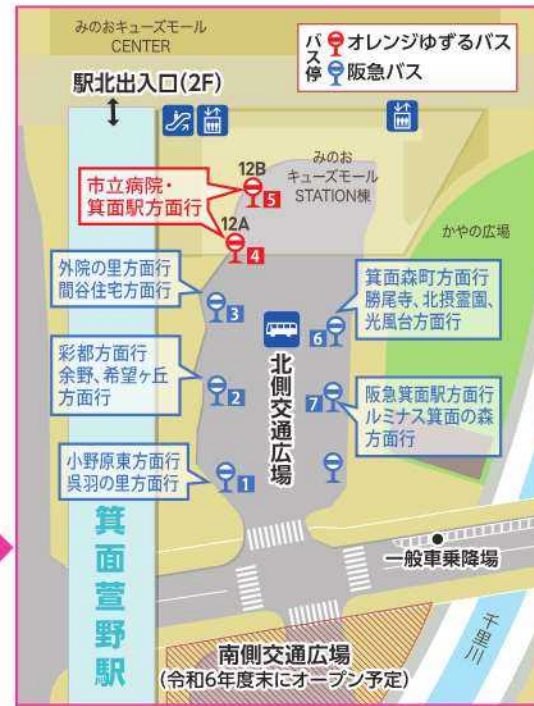 みのおキューズモール
CENTER
バス停
オレンジゆずるバス
阪急バス
駅北出入口(2F)
みのお
キューズモール
STATION棟
12B
5
市立病院・
箕面駅方面行
12A
4
かやの広場
外院の里方面行
間谷住宅方面行
3
箕面森町方面行
勝尾寺、北摂霊園、
光風台方面行
6
北側交通広場
彩都方面行
余野、希望ヶ丘
方面行
2
阪急箕面駅方面行
ルミナス箕面の森
方面行
7
小野原東方面行
呉羽の里方面行
1
箕面萱野駅
一般車乗降場
千里川
南側交通広場
(令和6年度末にオープン予定)